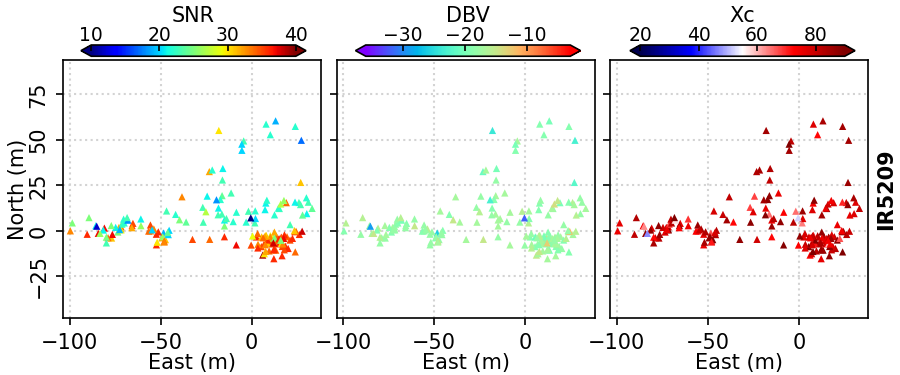 SNR DBV Xc
10 20 30 40 −30 −20 −10 20 40 60 80
75
50
25
0
−25
North (m)
−100 −50 0 −100 −50 0 −100 −50 0
East (m) East (m) East (m)
IR5209